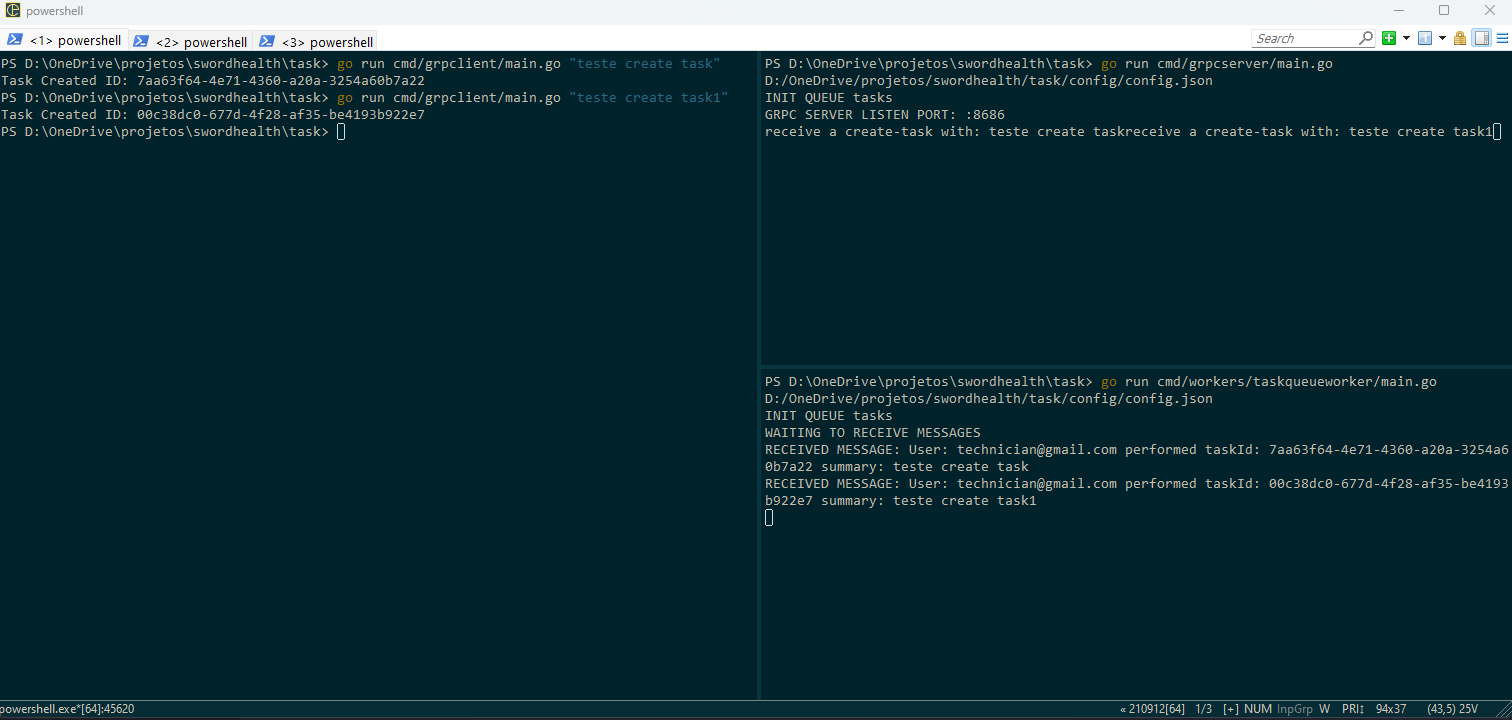 powershell
<1> powershell
<2> powershell
<3> powershell
Search
PS D:\OneDrive\projetos\swordhealth\task> go run cmd/grpclient/main.go "teste create task"
Task Created ID: 7aa63f64-4e71-4360-a20a-3254a60b7a22
PS D:\OneDrive\projetos\swordhealth\task> go run cmd/grpclient/main.go "teste create task1"
Task Created ID: 00c38dc0-677d-4f28-af35-be4193b922e7
PS D:\OneDrive\projetos\swordhealth\task>
PS D:\OneDrive\projetos\swordhealth\task> go run cmd/grpcserver/main.go
D:/OneDrive/projetos/swordhealth/task/config/config.json
INIT QUEUE tasks
GRPC SERVER LISTEN PORT: :8686
receive a create-task with: teste create taskreceive a create-task with: teste create task1
PS D:\OneDrive\projetos\swordhealth\task> go run cmd/workers/taskqueueworker/main.go
D:/OneDrive/projetos/swordhealth/task/config/config.json
INIT QUEUE tasks
WAITING TO RECEIVE MESSAGES
RECEIVED MESSAGE: User: technician@gmail.com performed taskId: 7aa63f64-4e71-4360-a20a-3254a6
0b7a22 summary: teste create task
RECEIVED MESSAGE: User: technician@gmail.com performed taskId: 00c38dc0-677d-4f28-af35-be4193
b922e7 summary: teste create task1
powershell.exe*[64]:45620
« 210912[64] 1/3 [+] NUM InpGrp W PRI↕ 94x37 (43,5) 25V